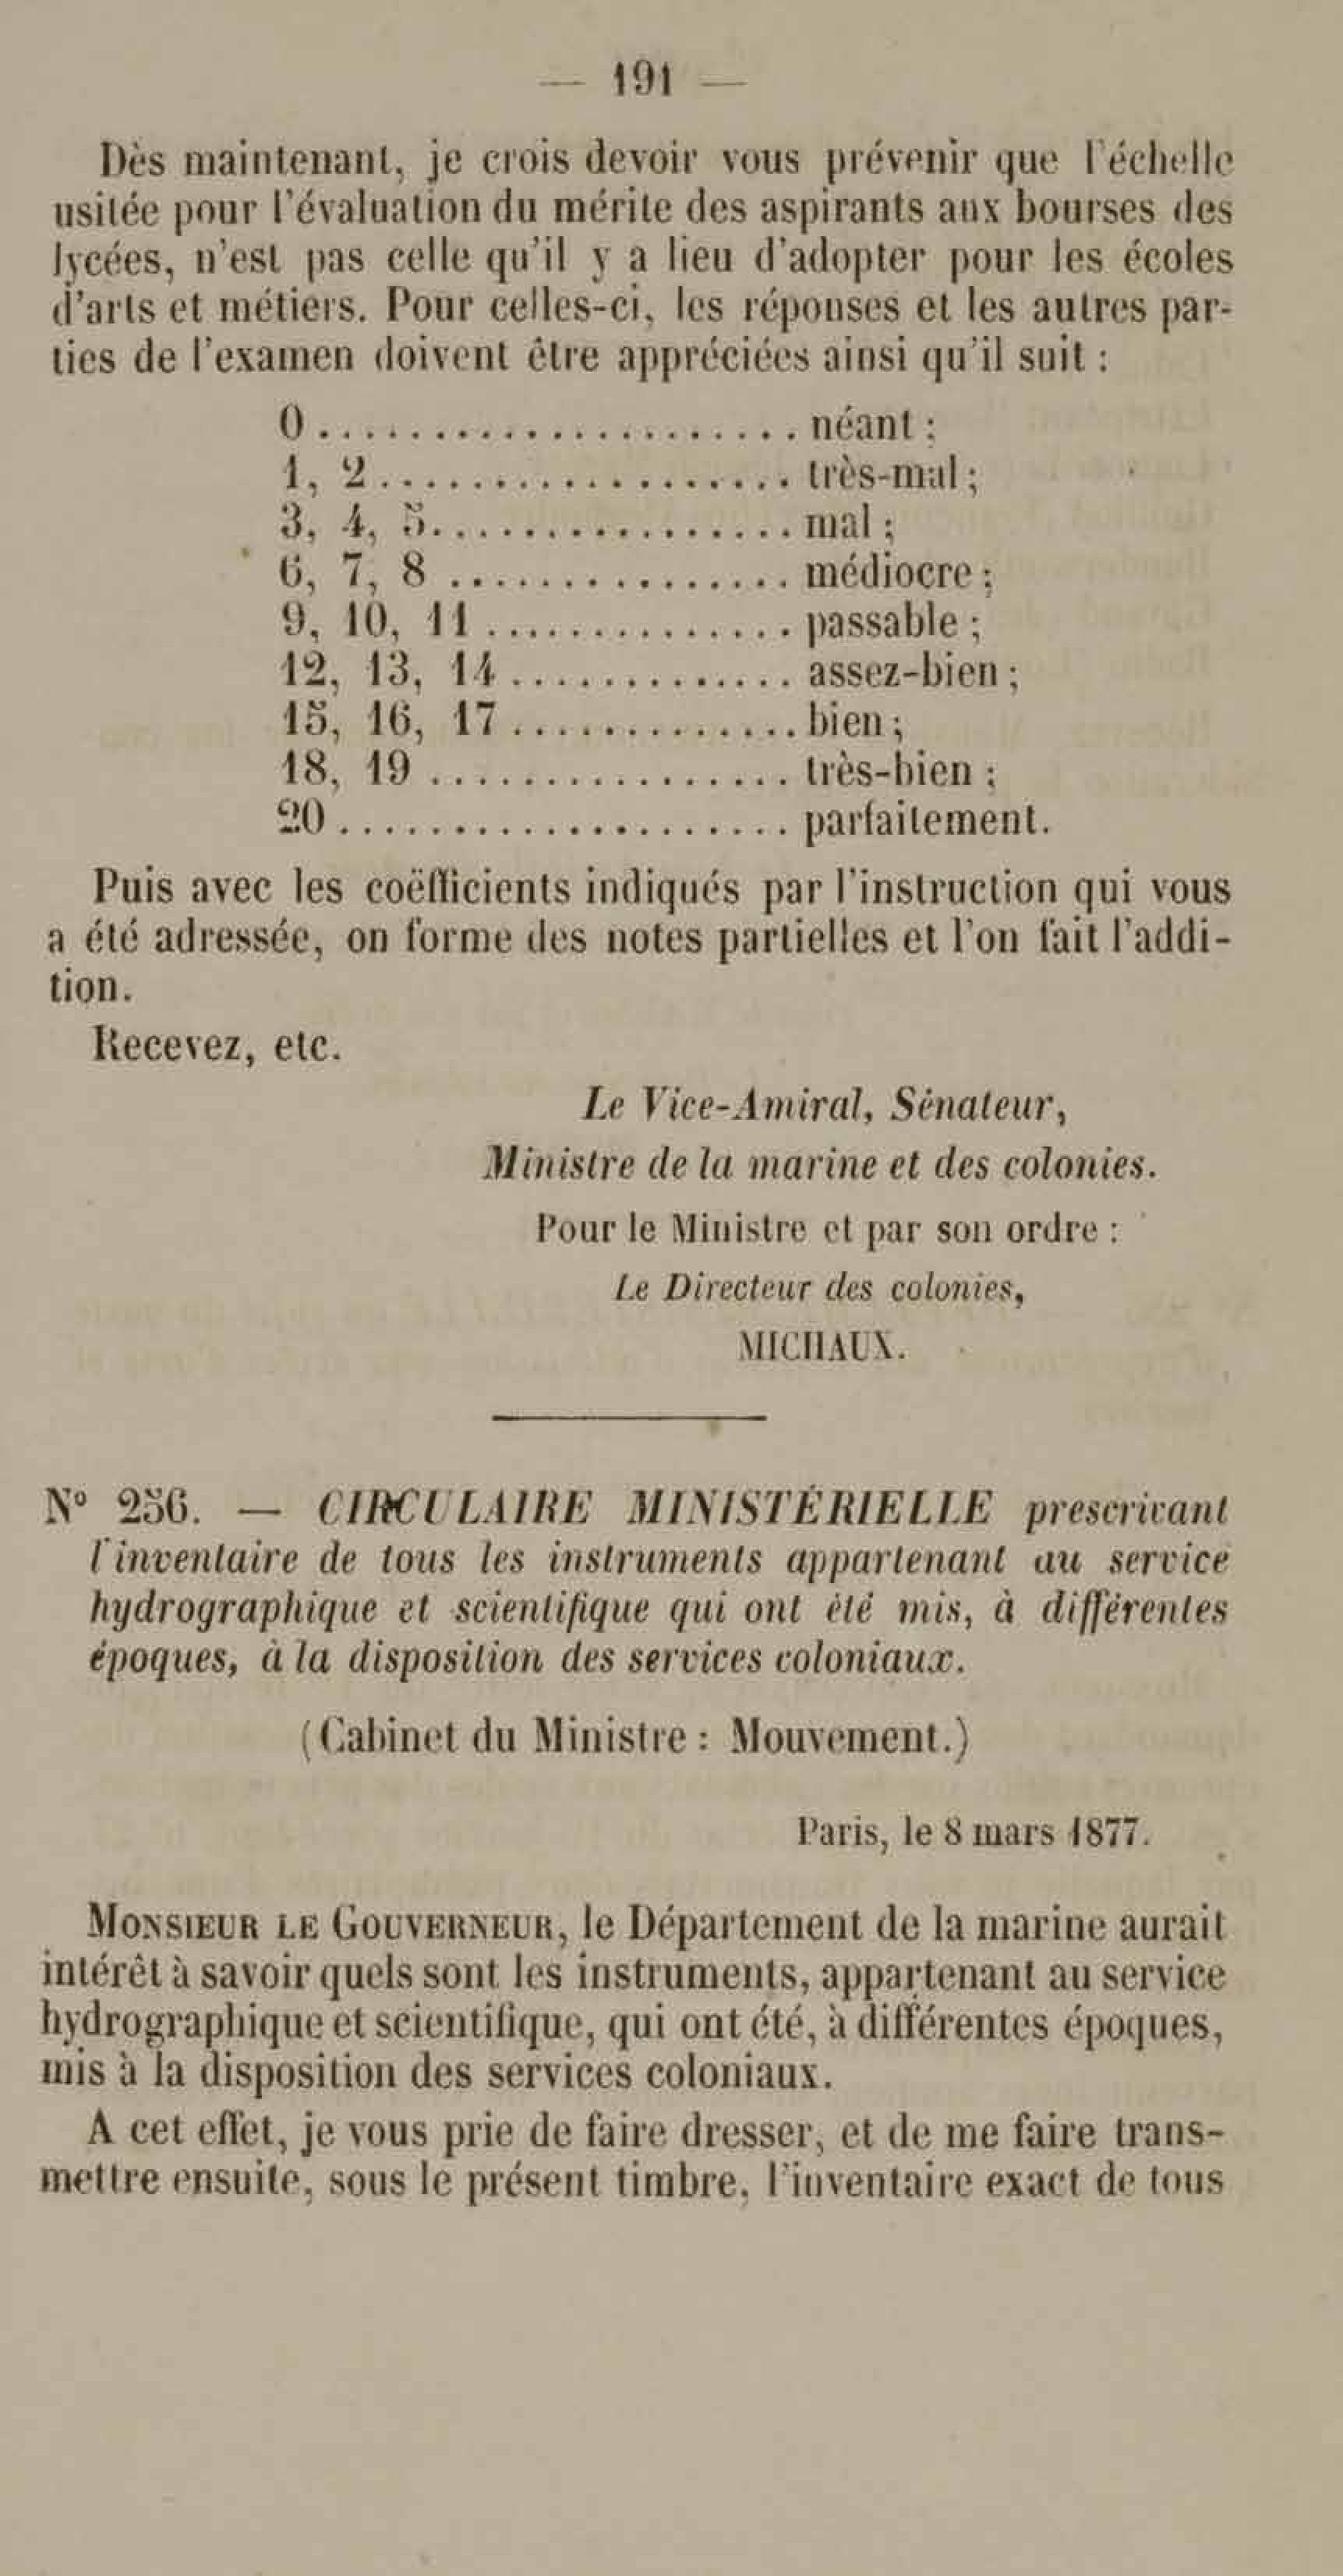 — 191 —
Dès maintenant, je crois devoir vous prévenir que l'échelle
usitée pour l'évaluation du mérite des aspirants aux bourses des
lycées, n'est pas celle qu'il y a lieu d'adopter pour les écoles
d'arts et métiers. Pour celles-ci, les réponses et les autres par-
ties de l'examen doivent être appréciées ainsi qu'il suit :
0..................... néant ;
1, 2.................. très-mal ;
3, 4, 5................ mal ;
6, 7, 8 ............... médiocre ;
9, 10, 11 .............. passable ;
12, 13, 14 ............. assez-bien ;
15, 16, 17 ............. bien ;
18, 19 ................ très-bien ;
20.................... parfaitement.
Puis avec les coëfficients indiqués par l'instruction qui vous
a été adressée, on forme des notes partielles et l'on fait l'addi-
tion.
Recevez, etc.
Le Vice-Amiral, Sénateur,
Ministre de la marine et des colonies.
Pour le Ministre et par son ordre :
Le Directeur des colonies,
MICHAUX.
N° 256. — CIRCULAIRE MINISTÉRIELLE prescrivant
l'inventaire de tous les instruments appartenant au service
hydrographique et scientifique qui ont été mis, à différentes
époques, à la disposition des services coloniaux.
(Cabinet du Ministre : Mouvement.)
Paris, le 8 mars 1877.
MONSIEUR LE GOUVERNEUR, le Département de la marine aurait
intérêt à savoir quels sont les instruments, appartenant au service
hydrographique et scientifique, qui ont été, à différentes époques,
mis à la disposition des services coloniaux.
A cet effet, je vous prie de faire dresser, et de me faire trans-
mettre ensuite, sous le présent timbre, l'inventaire exact de tous